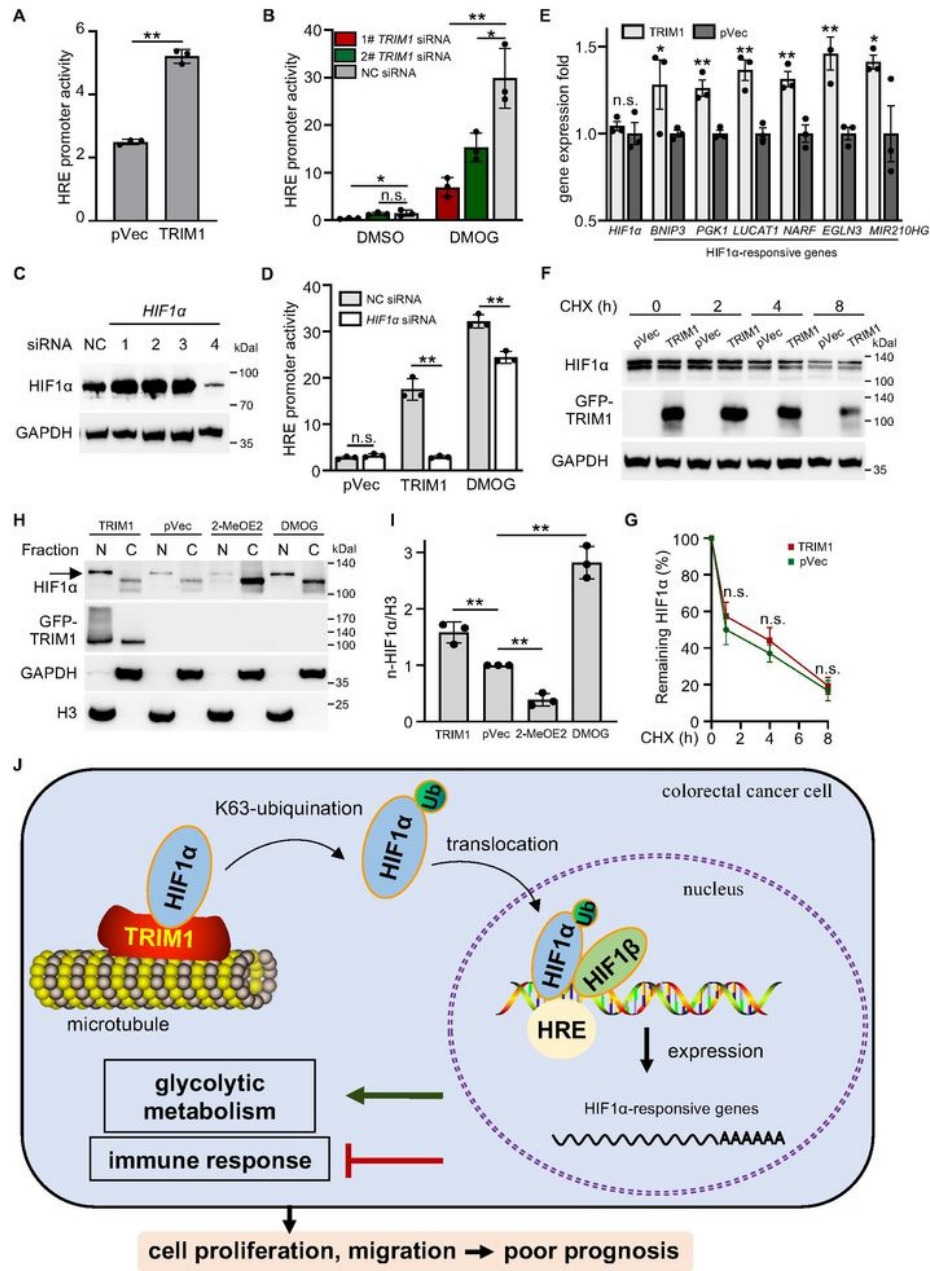 A
HRE promoter activity
6
4
2
0
**
pVec TRIM1
B
HRE promoter activity
40
30
20
10
0
1# TRIM1 siRNA
2# TRIM1 siRNA
NC siRNA
**
*
*
n.s.
DMSO DMOG
E
TRIM1 pVec
gene expression fold
1.5
1.0
0.5
n.s. * ** ** ** ** *
HIF1α BNIP3 PGK1 LUCAT1 NARF EGLN3 MIR210HG
HIF1α-responsive genes
C
HIF1α
siRNA NC 1 2 3 4 kDal
HIF1α
100
70
GAPDH
35
D
HRE promoter activity
40
30
20
10
0
NC siRNA
HIF1α siRNA
n.s. ** **
pVec TRIM1 DMOG
F
CHX (h) 0 2 4 8
pVec TRIM1 pVec TRIM1 pVec TRIM1 pVec TRIM1 kDal
HIF1α
140
100
GFP-
TRIM1
140
100
GAPDH
35
H
TRIM1 pVec 2-MeOE2 DMOG
Fraction N C N C N C N C kDal
HIF1α
140
100
GFP-
TRIM1
170
140
100
GAPDH
35
H3
25
I
n-HIF1α/H3
3
2
1
0
**
**
**
TRIM1 pVec 2-MeOE2 DMOG
G
Remaining HIF1α (%)
100
80
60
40
20
0
TRIM1
pVec
n.s.
n.s.
n.s.
CHX (h) 0 2 4 6 8
J
colorectal cancer cell
K63-ubiquination
Ub
HIF1α
HIF1α
translocation
nucleus
TRIM1
microtubule
Ub
HIF1α
HIF1β
HRE
expression
HIF1α-responsive genes
AAAAAA
glycolytic
metabolism
immune response
cell proliferation, migration → poor prognosis